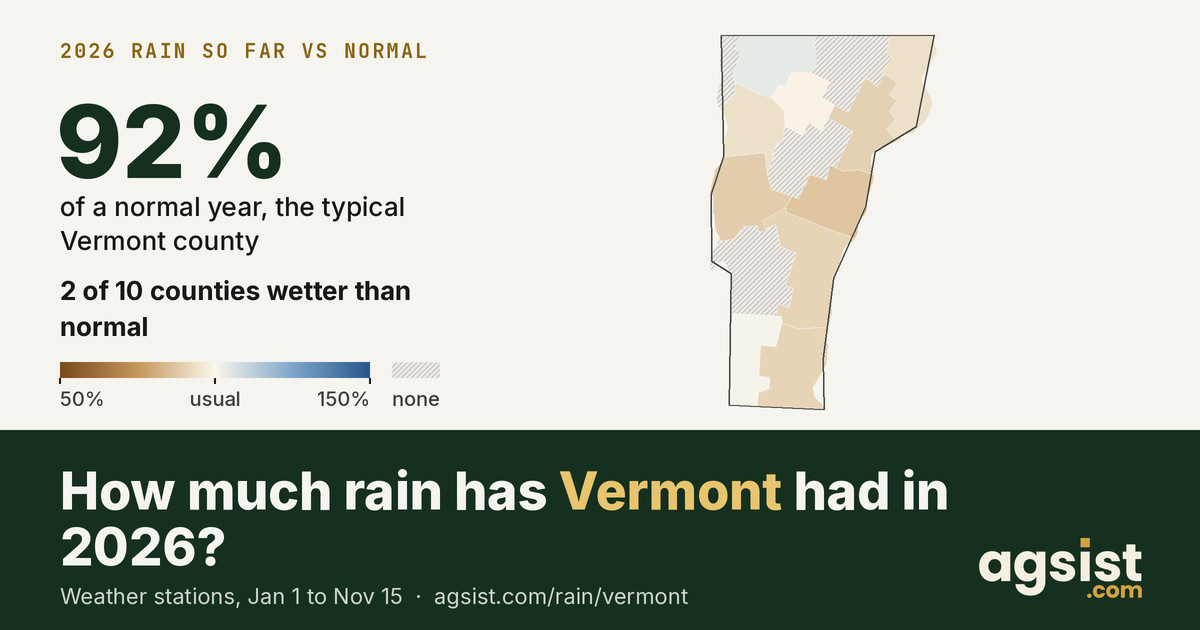 2026 RAIN SO FAR VS NORMAL
92%
of a normal year, the typical
Vermont county
2 of 10 counties wetter than
normal
50% usual 150% none
How much rain has Vermont had in
2026?
Weather stations, Jan 1 to Nov 15 · agsist.com/rain/vermont
agsist
.com